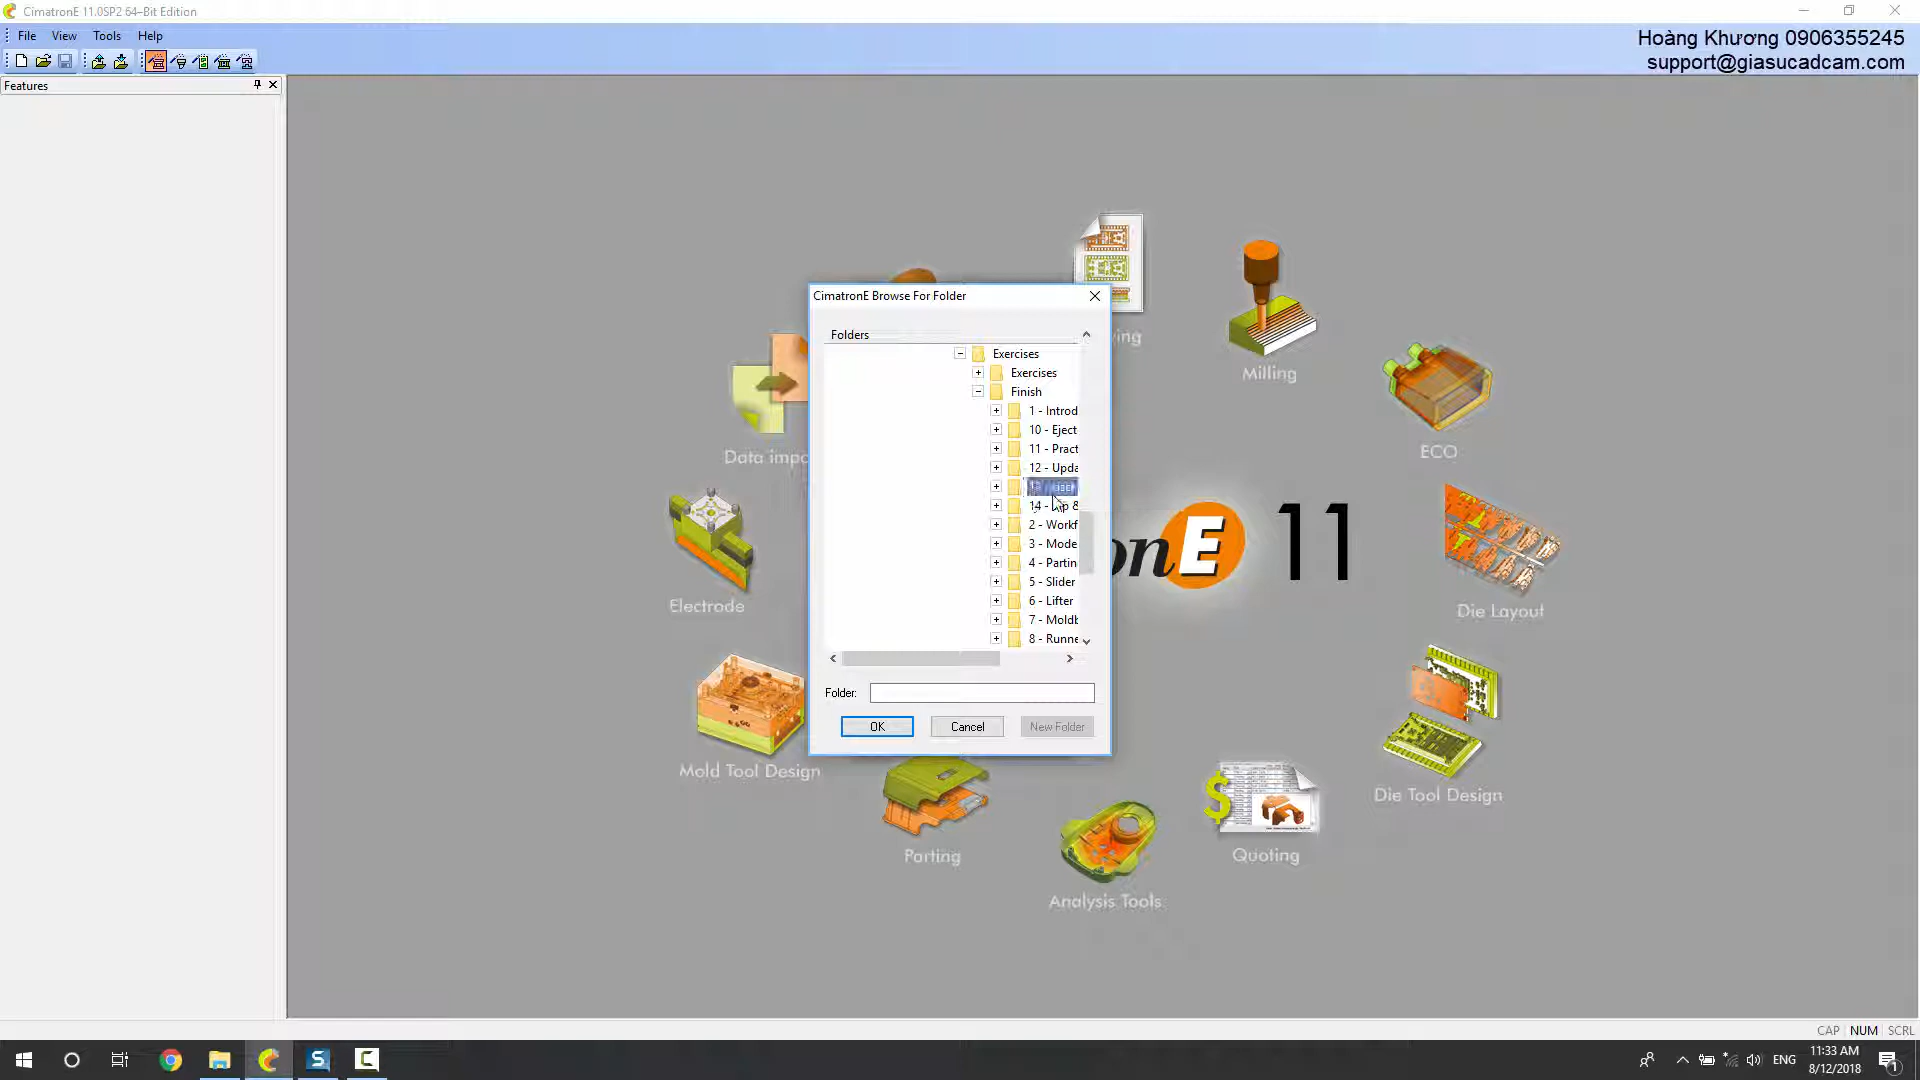 CimatronE 11.0SP2 64-Bit Edition
File View Tools Help
Hoàng Khương 0906355245
support@giasucadcam.com
Features
CimatronE Browse For Folder
Folders
Exercises
Exercises
Finish
1 - Introd
10 - Eject
11 - Pract
12 - Upda
14 -
2 - Workf
3 - Mode
4 - Partin
5 - Slider
6 - Lifter
7 - Moldb
8 - Runne
Folder:
OK Cancel New Folder
Milling
ECO
Data impo
onE 11
Electrode
Die Layout
Mold Tool Design
Die Tool Design
Parting
Quoting
Analysis Tools
CAP NUM SCRL
ENG
11:33 AM
8/12/2018